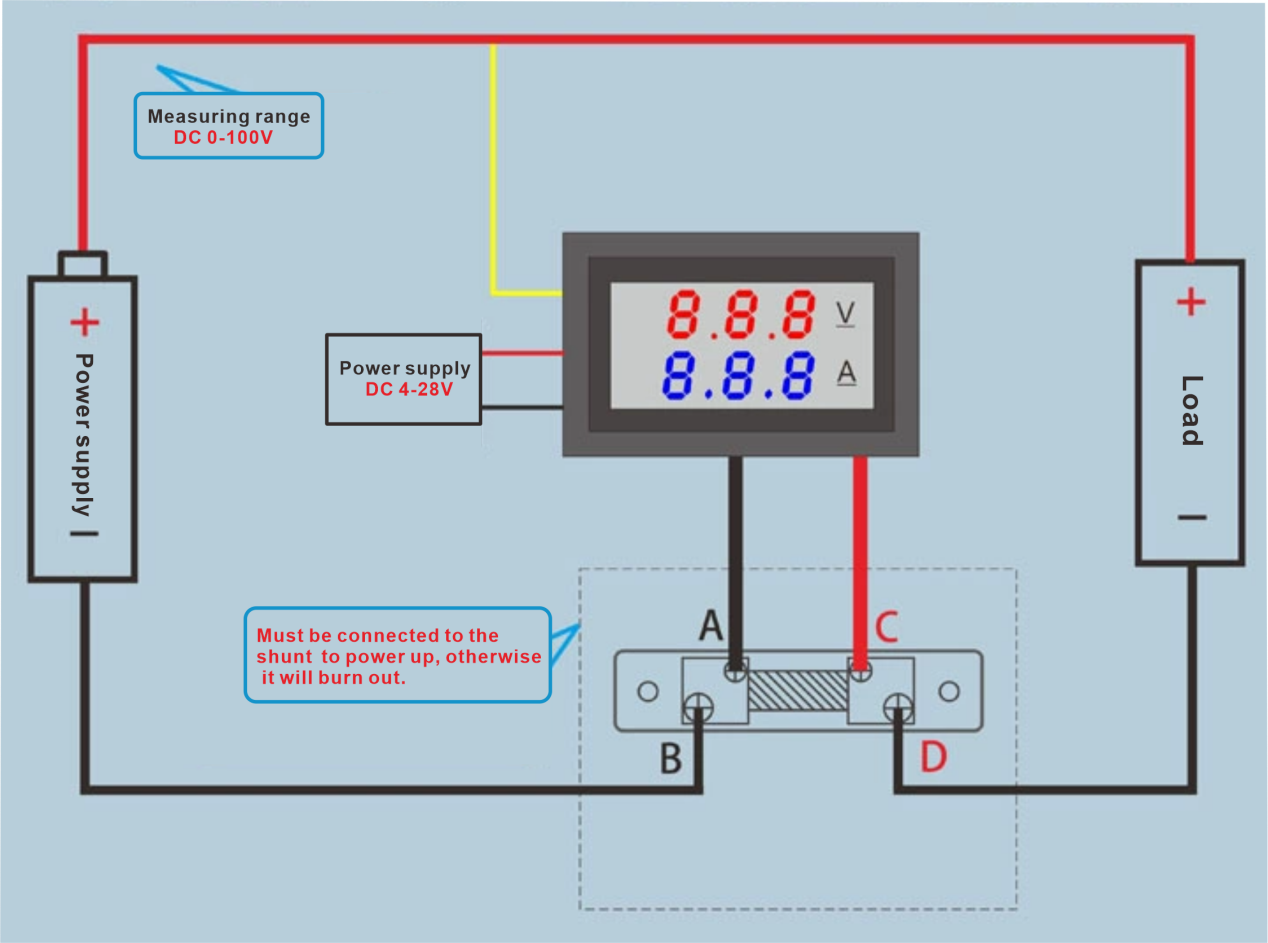 Measuring range
DC 0-100V
+
Power supply
−
Power supply
DC 4-28V
8.8.8 V
8.8.8 A
+
Load
−
Must be connected to the
shunt to power up, otherwise
it will burn out.
A
C
B
D